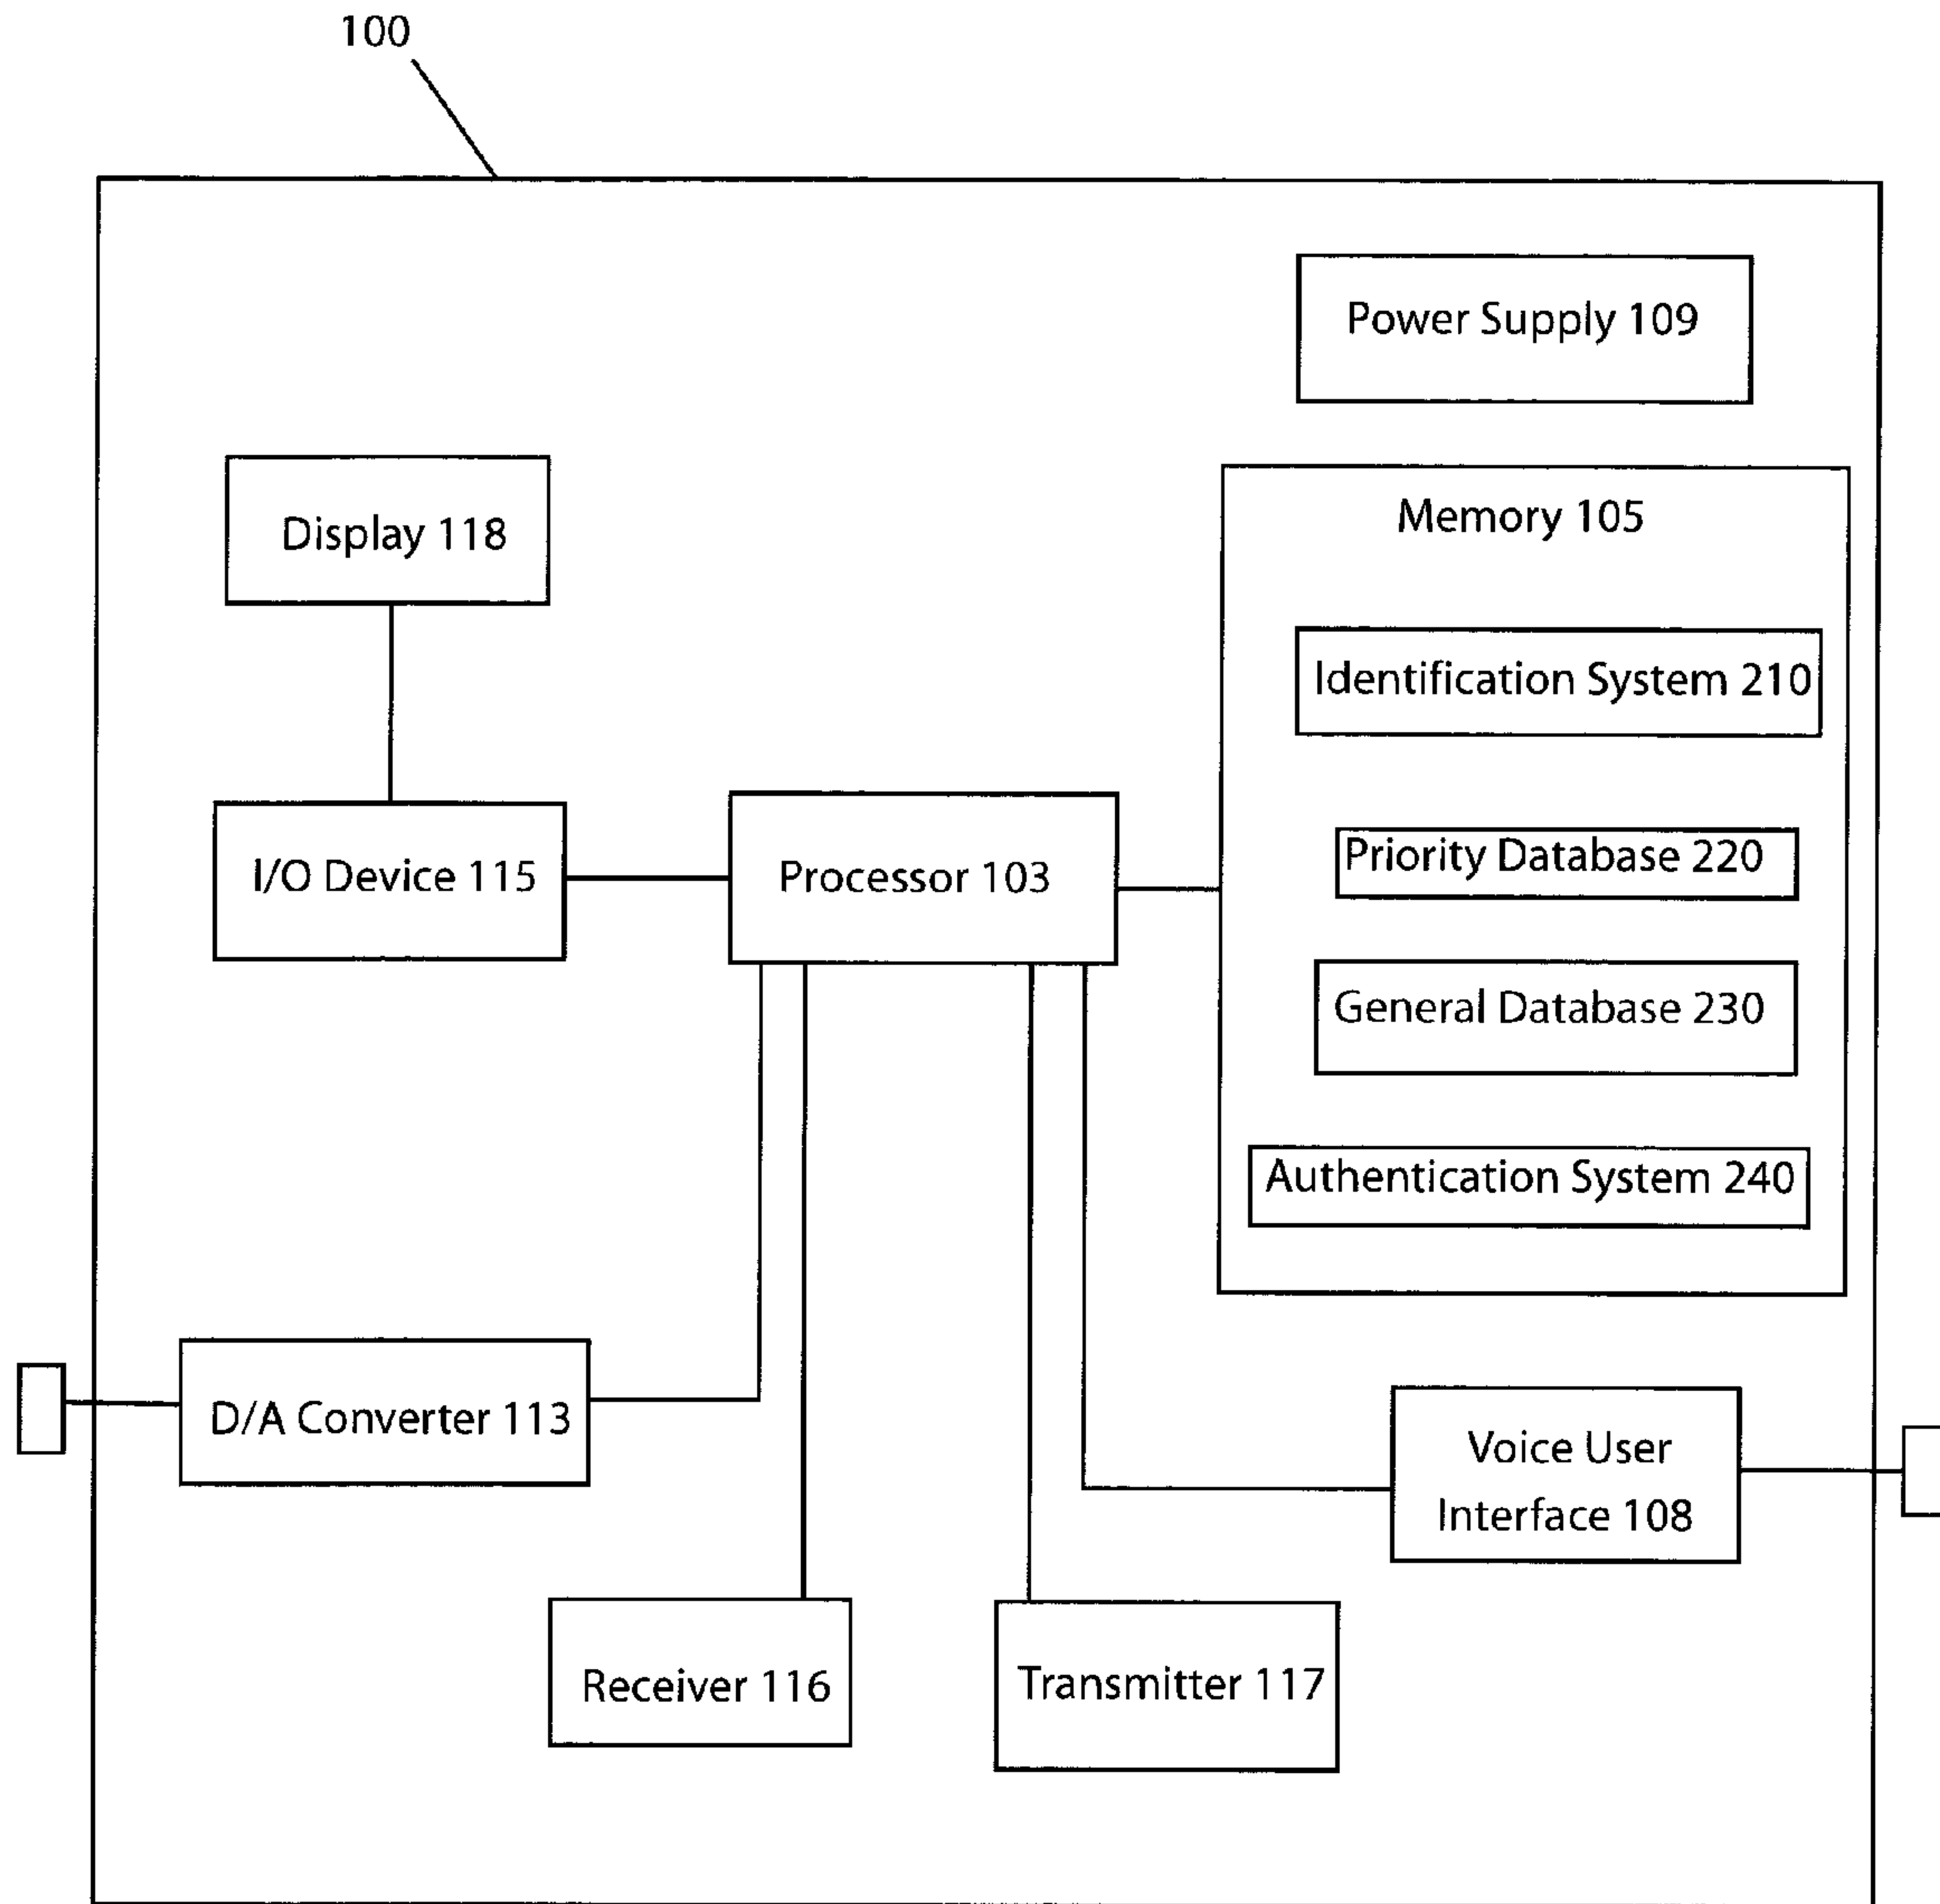 100
Power Supply 109
Display 118
Memory 105
Identification System 210
I/O Device 115
Processor 103
Priority Database 220
General Database 230
Authentication System 240
D/A Converter 113
Voice User
Interface 108
Receiver 116
Transmitter 117